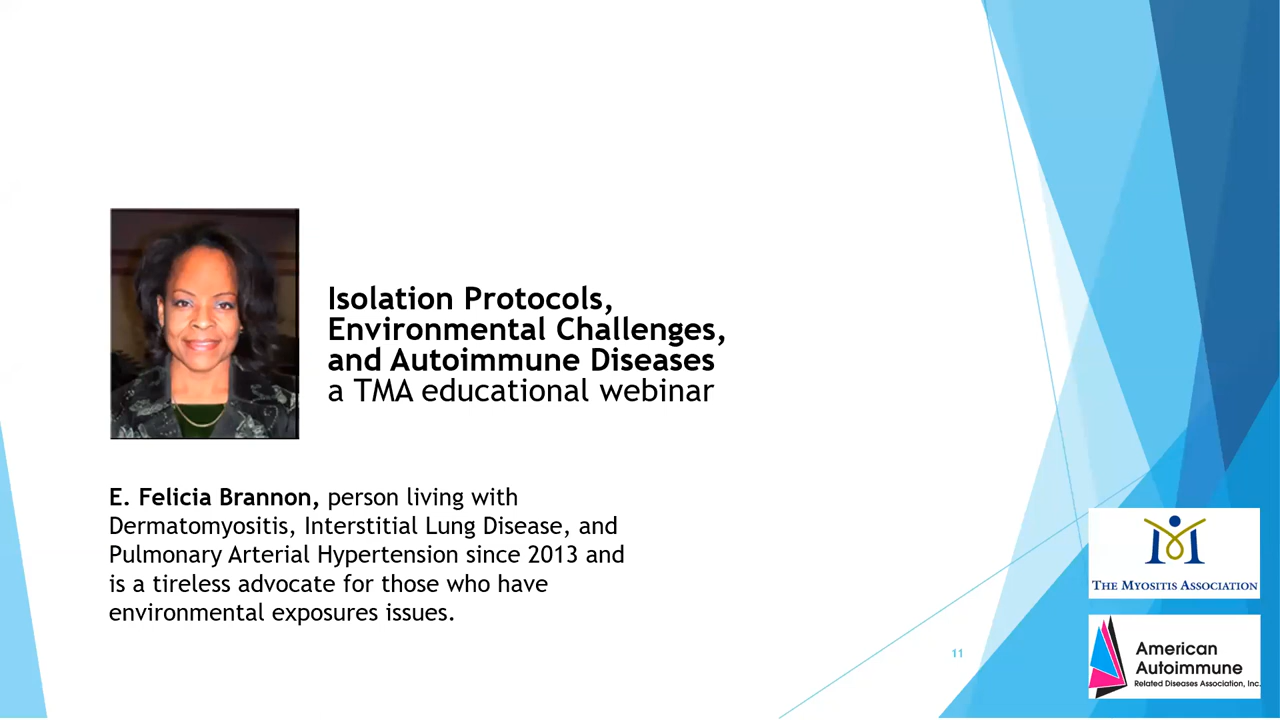 Isolation Protocols,
Environmental Challenges,
and Autoimmune Diseases
a TMA educational webinar
E. Felicia Brannon, person living with
Dermatomyositis, Interstitial Lung Disease, and
Pulmonary Arterial Hypertension since 2013 and
is a tireless advocate for those who have
environmental exposures issues.
THE MYOSITIS ASSOCIATION
11
American
Autoimmune
Related Diseases Association, Inc.